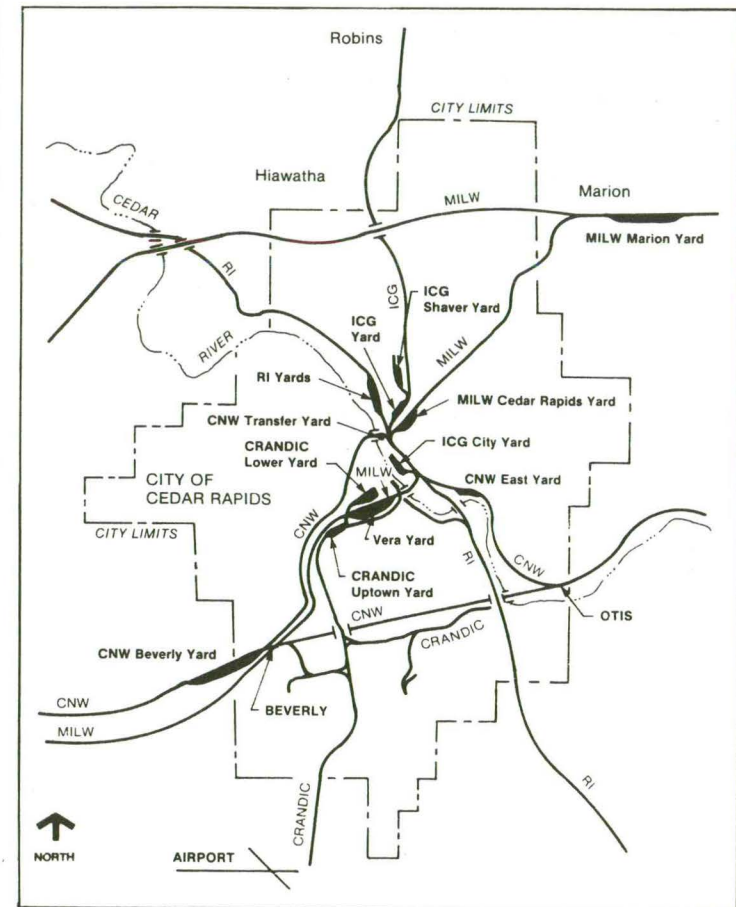 Robins
CITY LIMITS
Hiawatha
MILW
Marion
CEDAR
MILW Marion Yard
RI
ICG
ICG
Shaver Yard
ICG
Yard
MILW
RIVER
RI Yards
MILW Cedar Rapids Yard
CNW Transfer Yard
ICG City Yard
CRANDIC
Lower Yard
MILW
CNW East Yard
CITY OF
CEDAR RAPIDS
CNW
CITY LIMITS
Vera Yard
RI
CNW
CRANDIC
Uptown Yard
CNW
OTIS
CRANDIC
CNW Beverly Yard
BEVERLY
CNW
MILW
CRANDIC
RI
NORTH
AIRPORT